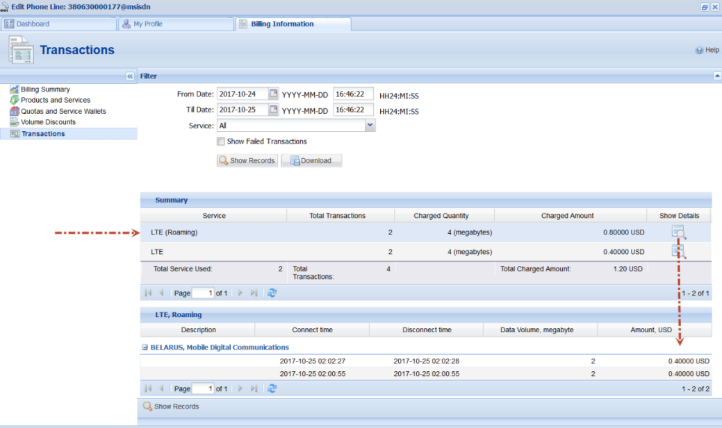 Edit Phone Line: 380630000177@msisdn
Dashboard My Profile Billing Information
Transactions Help
Filter
Billing Summary
Products and Services
Quotas and Service Wallets
Volume Discounts
Transactions
From Date: 2017-10-24 YYYY-MM-DD 16:46:22 HH24:MI:SS
Till Date: 2017-10-25 YYYY-MM-DD 16:46:22 HH24:MI:SS
Service: All
Show Failed Transactions
Show Records Download
Summary
Service Total Transactions Charged Quantity Charged Amount Show Details
LTE (Roaming) 2 4 (megabytes) 0.80000 USD
LTE 2 4 (megabytes) 0.40000 USD
Total Service Used: 2 Total Transactions: 4 Total Charged Amount: 1.20 USD
Page 1 of 1 1 - 2 of 1
LTE, Roaming
Description Connect time Disconnect time Data Volume, megabyte Amount, USD
BELARUS, Mobile Digital Communications
2017-10-25 02:02:27 2017-10-25 02:02:28 2 0.40000 USD
2017-10-25 02:00:55 2017-10-25 02:00:55 2 0.40000 USD
Page 1 of 1 1 - 2 of 2
Show Records